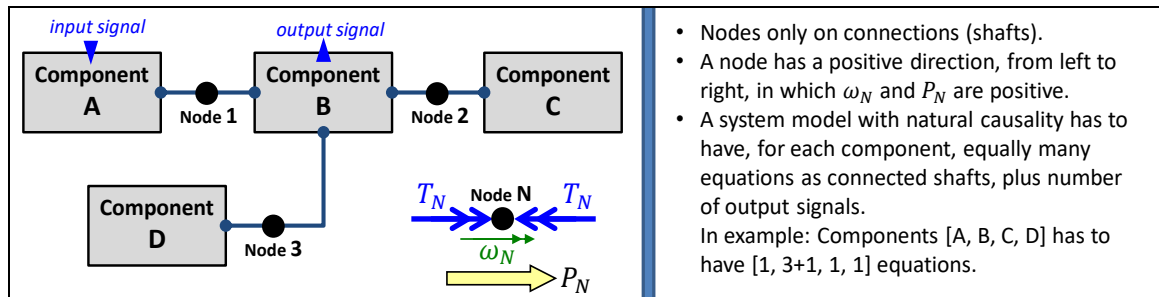 input signal
output signal
Component
A
Component
B
Component
C
Node 1
Node 2
Component
D
Node 3
Node N
T_N
T_N
ω_N
P_N
• Nodes only on connections (shafts).
• A node has a positive direction, from left to
right, in which ω_N and P_N are positive.
• A system model with natural causality has to
have, for each component, equally many
equations as connected shafts, plus number
of output signals.
In example: Components [A, B, C, D] has to
have [1, 3+1, 1, 1] equations.